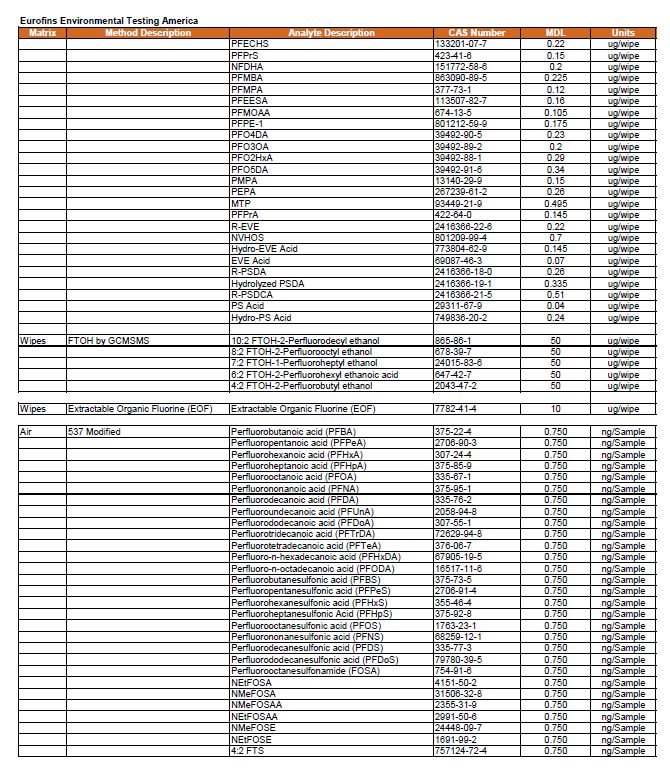 Eurofins Environmental Testing America
Matrix Method Description Analyte Description CAS Number MDL Units
PFECHS 133201-07-7 0.22 ug/wipe
PFPrS 423-41-6 0.15 ug/wipe
NFDHA 151772-58-6 0.2 ug/wipe
PFMBA 863090-89-5 0.225 ug/wipe
PFMPA 377-73-1 0.12 ug/wipe
PFEESA 113507-82-7 0.16 ug/wipe
PFMOAA 674-13-5 0.105 ug/wipe
PFPE-1 801212-59-9 0.175 ug/wipe
PFO4DA 39492-90-5 0.23 ug/wipe
PFO3OA 39492-89-2 0.2 ug/wipe
PFO2HxA 39492-88-1 0.29 ug/wipe
PFO5DA 39492-91-6 0.34 ug/wipe
PMPA 13140-29-9 0.15 ug/wipe
PEPA 267239-61-2 0.26 ug/wipe
MTP 93449-21-9 0.495 ug/wipe
PFPrA 422-64-0 0.145 ug/wipe
R-EVE 2416366-22-6 0.22 ug/wipe
NVHOS 801209-99-4 0.7 ug/wipe
Hydro-EVE Acid 773804-62-9 0.145 ug/wipe
EVE Acid 69087-46-3 0.07 ug/wipe
R-PSDA 2416366-18-0 0.26 ug/wipe
Hydrolyzed PSDA 2416366-19-1 0.335 ug/wipe
R-PSDCA 2416366-21-5 0.51 ug/wipe
PS Acid 29311-67-9 0.04 ug/wipe
Hydro-PS Acid 749836-20-2 0.24 ug/wipe
Wipes FTOH by GCMSMS 10:2 FTOH-2-Perfluorodecyl ethanol 865-86-1 50 ug/wipe
8:2 FTOH-2-Perfluorooctyl ethanol 678-39-7 50 ug/wipe
7:2 FTOH-1-Perfluoroheptyl ethanol 24015-83-6 50 ug/wipe
6:2 FTOH-2-Perfluorohexyl ethanoic acid 647-42-7 50 ug/wipe
4:2 FTOH-2-Perflurobutyl ethanol 2043-47-2 50 ug/wipe
Wipes Extractable Organic Fluorine (EOF) Extractable Organic Fluorine (EOF) 7782-41-4 10 ug/wipe
Air 537 Modified Perfluorobutanoic acid (PFBA) 375-22-4 0.750 ng/Sample
Perfluoropentanoic acid (PFPeA) 2706-90-3 0.750 ng/Sample
Perfluorohexanoic acid (PFHxA) 307-24-4 0.750 ng/Sample
Perfluoroheptanoic acid (PFHpA) 375-85-9 0.750 ng/Sample
Perfluorooctanoic acid (PFOA) 335-67-1 0.750 ng/Sample
Perfluorononanoic acid (PFNA) 375-95-1 0.750 ng/Sample
Perfluorodecanoic acid (PFDA) 335-76-2 0.750 ng/Sample
Perfluoroundecanoic acid (PFUnA) 2058-94-8 0.750 ng/Sample
Perfluorododecanoic acid (PFDoA) 307-55-1 0.750 ng/Sample
Perfluorotridecanoic acid (PFTrDA) 72629-94-8 0.750 ng/Sample
Perfluorotetradecanoic acid (PFTeA) 376-06-7 0.750 ng/Sample
Perfluoro-n-hexadecanoic acid (PFHxDA) 67905-19-5 0.750 ng/Sample
Perfluoro-n-octadecanoic acid (PFODA) 16517-11-6 0.750 ng/Sample
Perfluorobutanesulfonic acid (PFBS) 375-73-5 0.750 ng/Sample
Perfluoropentanesulfonic acid (PFPeS) 2706-91-4 0.750 ng/Sample
Perfluorohexanesulfonic acid (PFHxS) 355-46-4 0.750 ng/Sample
Perfluoroheptanesulfonic Acid (PFHpS) 375-92-8 0.750 ng/Sample
Perfluorooctanesulfonic acid (PFOS) 1763-23-1 0.750 ng/Sample
Perfluorononanesulfonic acid (PFNS) 68259-12-1 0.750 ng/Sample
Perfluorodecanesulfonic acid (PFDS) 335-77-3 0.750 ng/Sample
Perfluorododecanesulfonic acid (PFDoS) 79780-39-5 0.750 ng/Sample
Perfluorooctanesulfonamide (FOSA) 754-91-6 0.750 ng/Sample
NEtFOSA 4151-50-2 0.750 ng/Sample
NMeFOSA 31506-32-8 0.750 ng/Sample
NMeFOSAA 2355-31-9 0.750 ng/Sample
NEtFOSAA 2991-50-6 0.750 ng/Sample
NMeFOSE 24448-09-7 0.750 ng/Sample
NEtFOSE 1691-99-2 0.750 ng/Sample
4:2 FTS 757124-72-4 0.750 ng/Sample